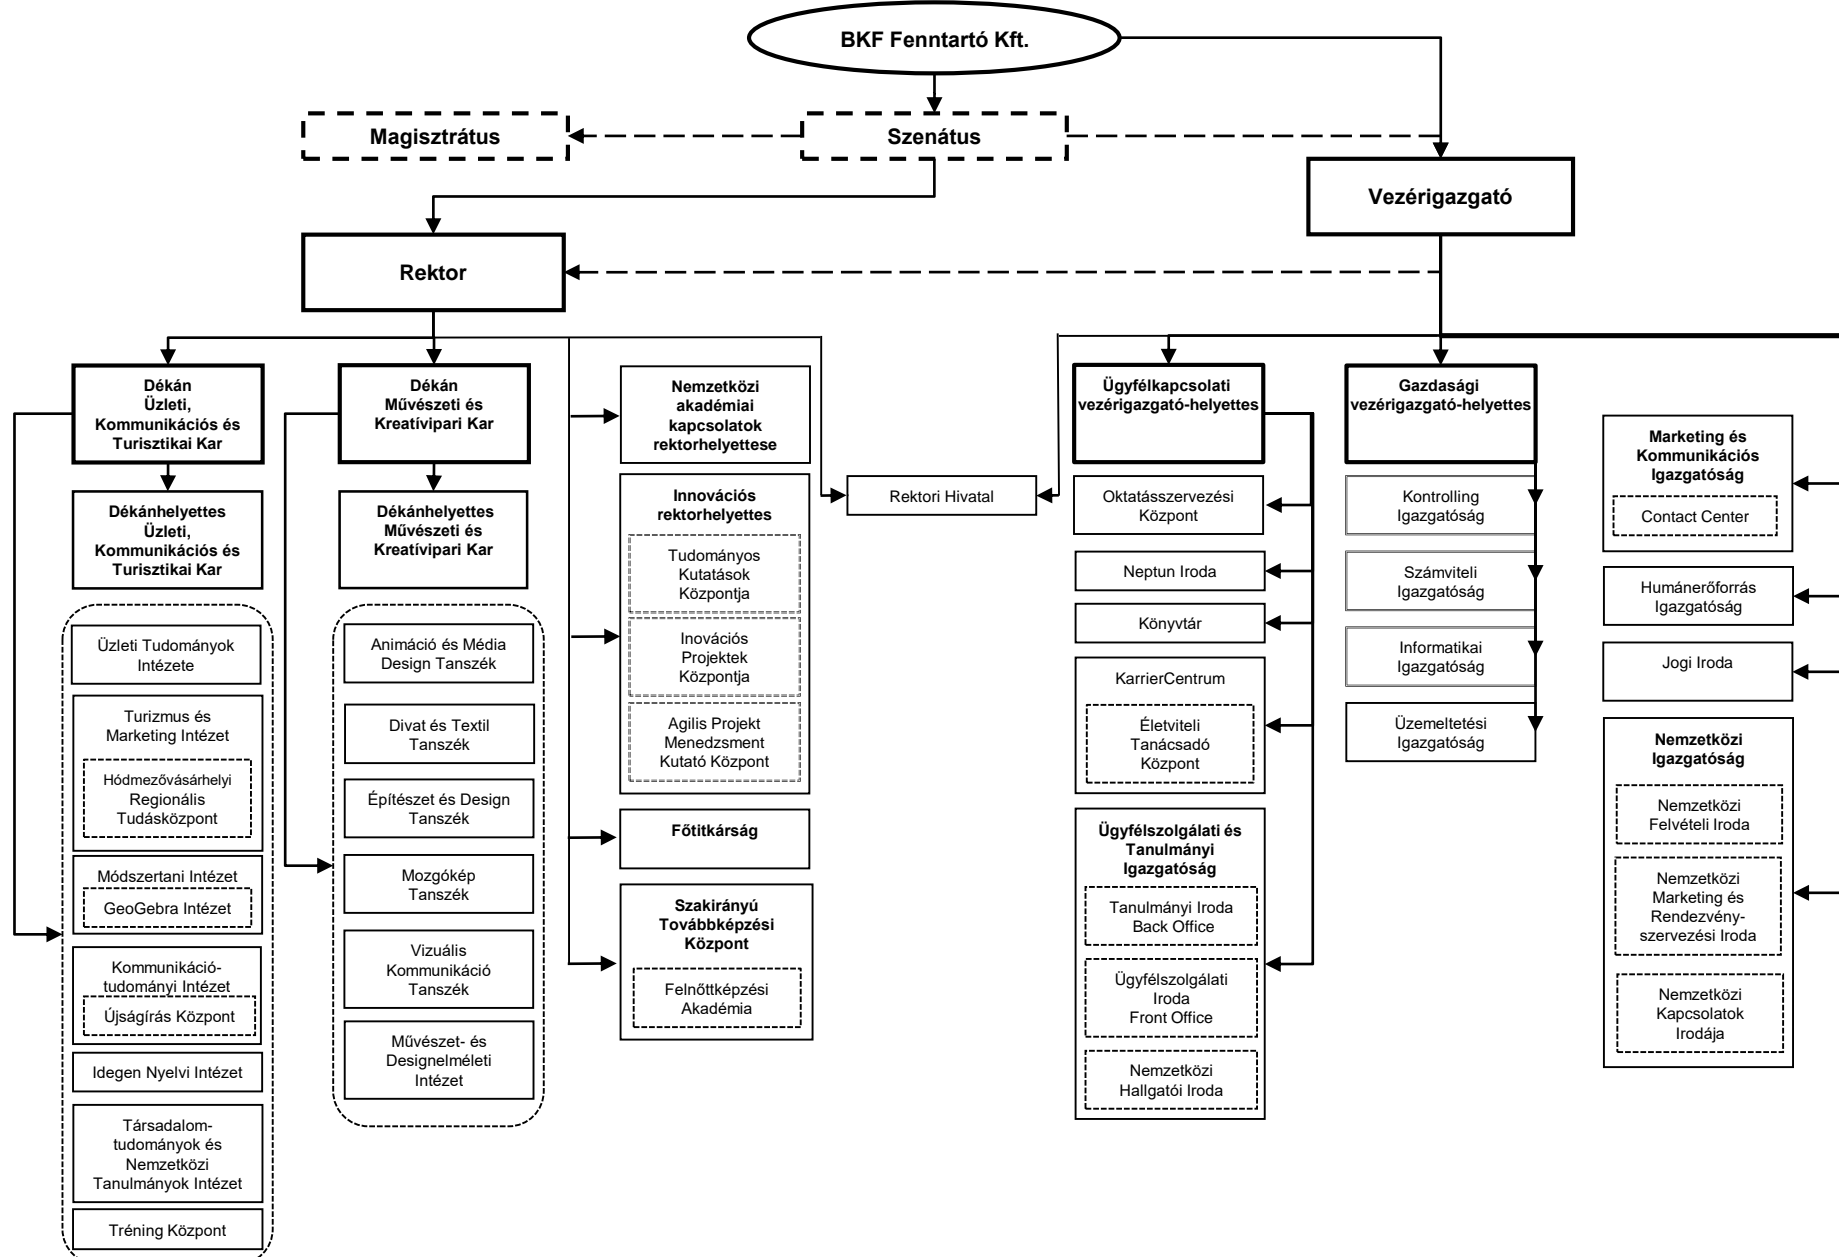 BKF Fenntartó Kft.
Magisztrátus
Szenátus
Vezérigazgató
Rektor
Dékán
Üzleti,
Kommunikációs és
Turisztikai Kar
Dékánhelyettes
Üzleti,
Kommunikációs és
Turisztikai Kar
Üzleti Tudományok
Intézete
Turizmus és
Marketing Intézet
Hódmezővásárhelyi
Regionális
Tudásközpont
Módszertani Intézet
GeoGebra Intézet
Kommunikáció-
tudományi Intézet
Újságírás Központ
Idegen Nyelvi Intézet
Társadalom-
tudományok és
Nemzetközi
Tanulmányok Intézet
Tréning Központ
Dékán
Művészeti és
Kreatívipari Kar
Dékánhelyettes
Művészeti és
Kreatívipari Kar
Animáció és Média
Design Tanszék
Divat és Textil
Tanszék
Építészet és Design
Tanszék
Mozgókép
Tanszék
Vizuális
Kommunikáció
Tanszék
Művészet- és
Designelméleti
Intézet
Nemzetközi
akadémiai
kapcsolatok
rektorhelyettese
Innovációs
rektorhelyettes
Tudományos
Kutatások
Központja
Inovációs
Projektek
Központja
Agilis Projekt
Menedzsment
Kutató Központ
Főtitkárság
Szakirányú
Továbbképzési
Központ
Felnőttképzési
Akadémia
Rektori Hivatal
Ügyfélkapcsolati
vezérigazgató-helyettes
Oktatásszervezési
Központ
Neptun Iroda
Könyvtár
KarrierCentrum
Életviteli
Tanácsadó
Központ
Ügyfélszolgálati és
Tanulmányi
Igazgatóság
Tanulmányi Iroda
Back Office
Ügyfélszolgálati
Iroda
Front Office
Nemzetközi
Hallgatói Iroda
Gazdasági
vezérigazgató-helyettes
Kontrolling
Igazgatóság
Számviteli
Igazgatóság
Informatikai
Igazgatóság
Üzemeltetési
Igazgatóság
Marketing és
Kommunikációs
Igazgatóság
Contact Center
Humánerőforrás
Igazgatóság
Jogi Iroda
Nemzetközi
Igazgatóság
Nemzetközi
Felvételi Iroda
Nemzetközi
Marketing és
Rendezvény-
szervezési Iroda
Nemzetközi
Kapcsolatok
Irodája